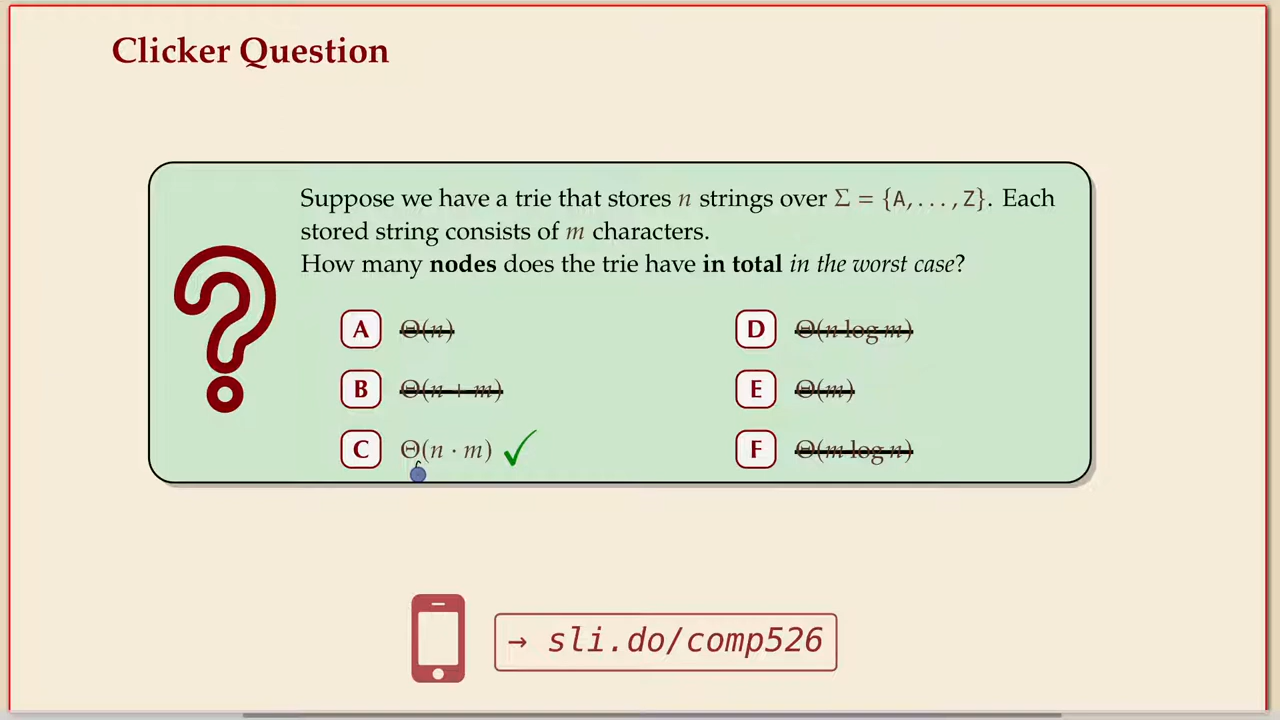 Clicker Question
Suppose we have a trie that stores n strings over Σ = {A,...,Z}. Each
stored string consists of m characters.
How many nodes does the trie have in total in the worst case?
A Θ(n)
D Θ(n log m)
B Θ(n + m)
E Θ(m)
C Θ(n · m) ✓
F Θ(m log n)
→ sli.do/comp526